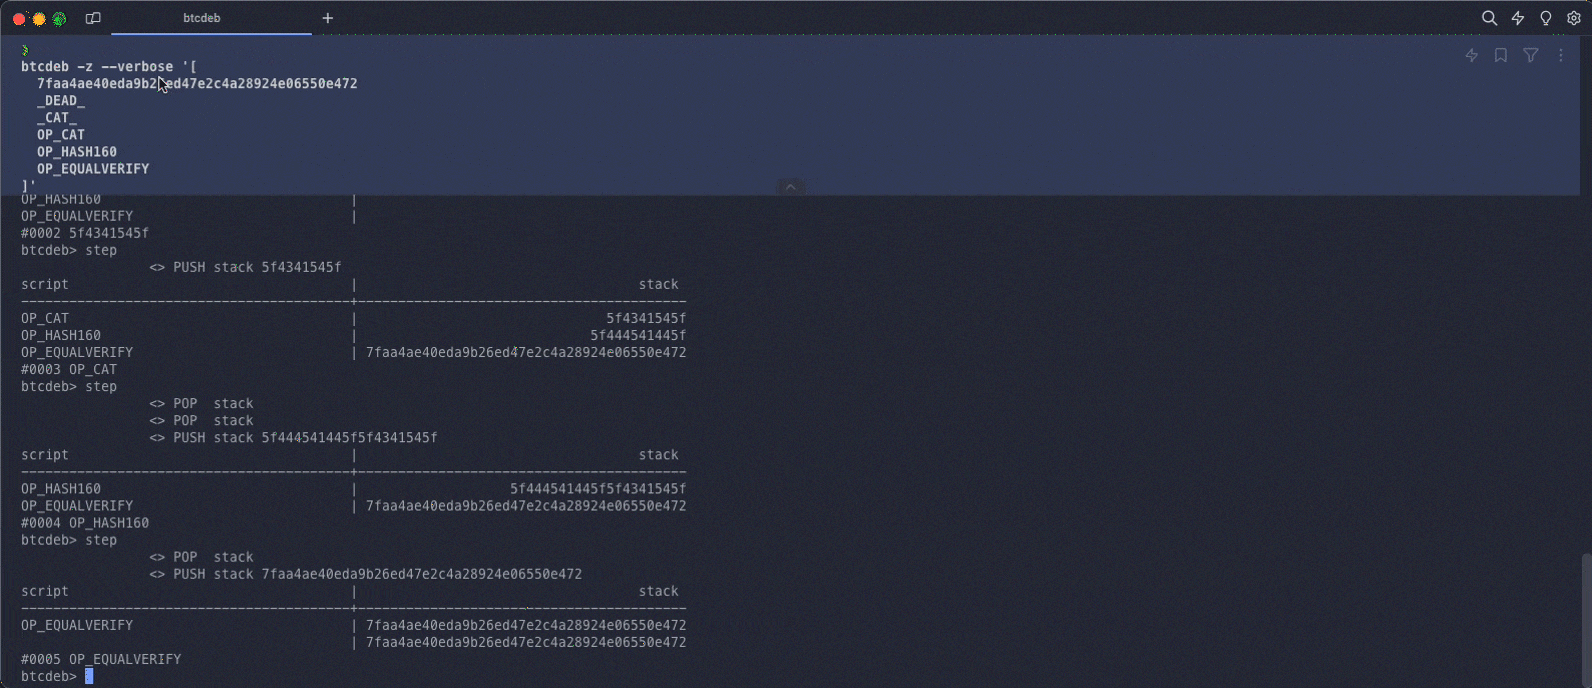 btcdeb
+
btcdeb -z --verbose '[
7faa4ae40eda9b26ed47e2c4a28924e06550e472
_DEAD_
_CAT_
OP_CAT
OP_HASH160
OP_EQUALVERIFY
]'
OP_HASH160 |
OP_EQUALVERIFY |
#0002 5f4341545f
btcdeb> step
<> PUSH stack 5f4341545f
script | stack
-----------------------------------------+-----------------------------------------
OP_CAT | 5f4341545f
OP_HASH160 | 5f444541445f
OP_EQUALVERIFY | 7faa4ae40eda9b26ed47e2c4a28924e06550e472
#0003 OP_CAT
btcdeb> step
<> POP  stack
<> POP  stack
<> PUSH stack 5f444541445f5f4341545f
script | stack
-----------------------------------------+-----------------------------------------
OP_HASH160 | 5f444541445f5f4341545f
OP_EQUALVERIFY | 7faa4ae40eda9b26ed47e2c4a28924e06550e472
#0004 OP_HASH160
btcdeb> step
<> POP  stack
<> PUSH stack 7faa4ae40eda9b26ed47e2c4a28924e06550e472
script | stack
-----------------------------------------+-----------------------------------------
OP_EQUALVERIFY | 7faa4ae40eda9b26ed47e2c4a28924e06550e472
| 7faa4ae40eda9b26ed47e2c4a28924e06550e472
#0005 OP_EQUALVERIFY
btcdeb>